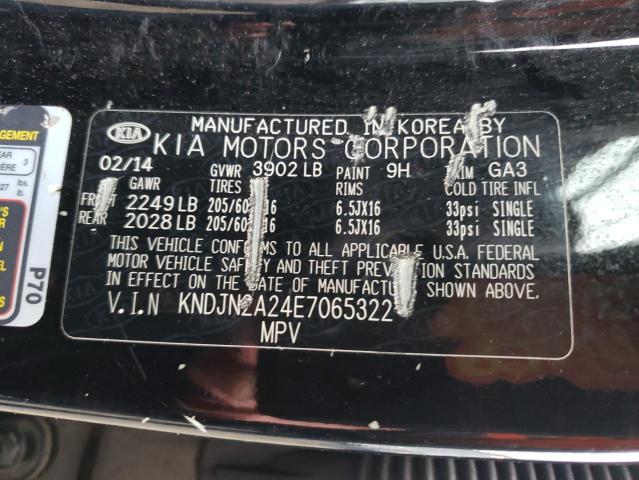 KIA MANUFACTURED IN KOREA BY
KIA MOTORS CORPORATION
02/14 GVWR 3902 LB PAINT 9H GA3
GAWR TIRES RIMS COLD TIRE INFL
FRNT 2249 LB 205/60 16 6.5JX16 33psi SINGLE
REAR 2028 LB 205/60 16 6.5JX16 33psi SINGLE
THIS VEHICLE CONFORMS TO ALL APPLICABLE U.S.A. FEDERAL
MOTOR VEHICLE SAFETY AND THEFT PREVENTION STANDARDS
IN EFFECT ON THE DATE OF MANUFACTURE SHOWN ABOVE.
V.I.N KNDJN2A24E7065322
MPV
P70